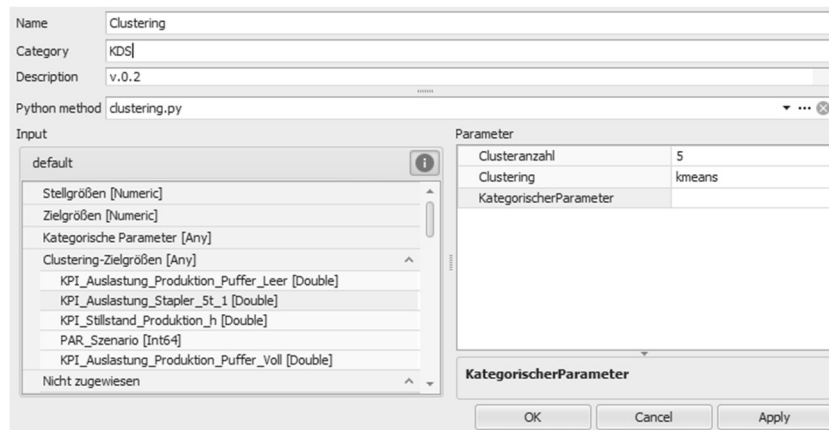 Name Clustering
Category KDS
Description v.0.2
Python method clustering.py
Input
default
Stellgrößen [Numeric]
Zielgrößen [Numeric]
Kategorische Parameter [Any]
Clustering-Zielgrößen [Any]
KPI_Auslastung_Produktion_Puffer_Leer [Double]
KPI_Auslastung_Stapler_5t_1 [Double]
KPI_Stillstand_Produktion_h [Double]
PAR_Szenario [Int64]
KPI_Auslastung_Produktion_Puffer_Voll [Double]
Nicht zugewiesen
Parameter
Clusteranzahl 5
Clustering kmeans
KategorischerParameter
KategorischerParameter
OK Cancel Apply